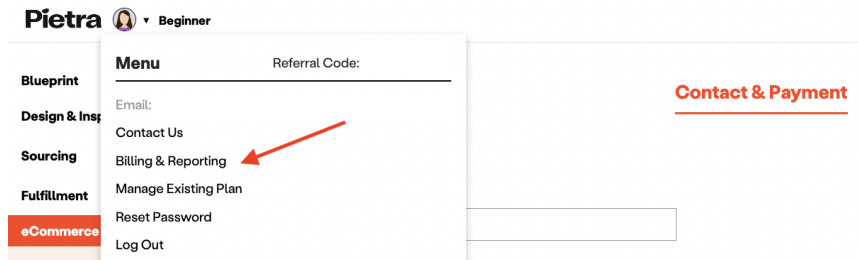 Pietra Beginner
Menu Referral Code:
Contact & Payment
Blueprint
Email:
Design &
Contact Us
Sourcing
Billing & Reporting
Fulfillment
Manage Existing Plan
eCommerce
Reset Password
Log Out